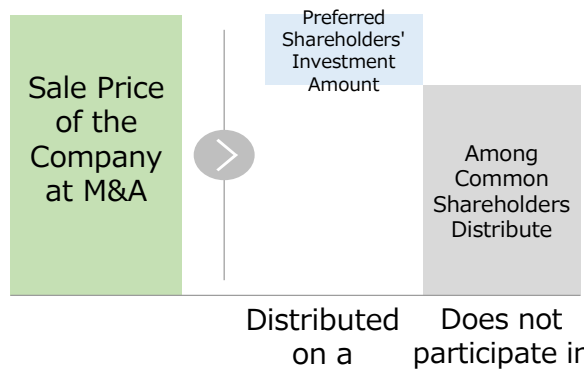 Sale Price
of the
Company
at M&A
Preferred
Shareholders'
Investment
Amount
Among
Common
Shareholders
Distribute
Distributed
on a
Does not
participate in